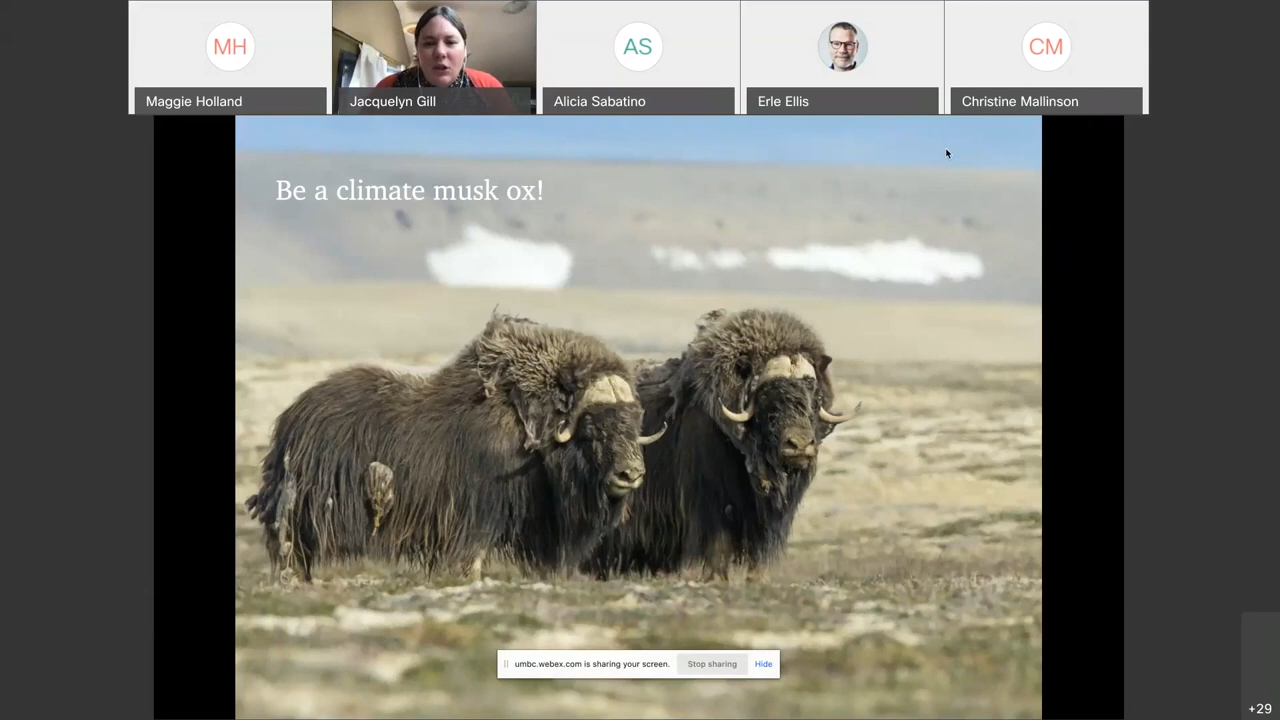 MH
AS
CM
Maggie Holland
Jacquelyn Gill
Alicia Sabatino
Erle Ellis
Christine Mallinson
Be a climate musk ox!
umbc.webex.com is sharing your screen.
Stop sharing
Hide
+29